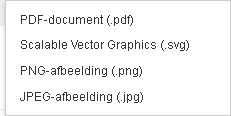 PDF-document (.pdf)
Scalable Vector Graphics (.svg)
PNG-afbeelding (.png)
JPEG-afbeelding (.jpg)